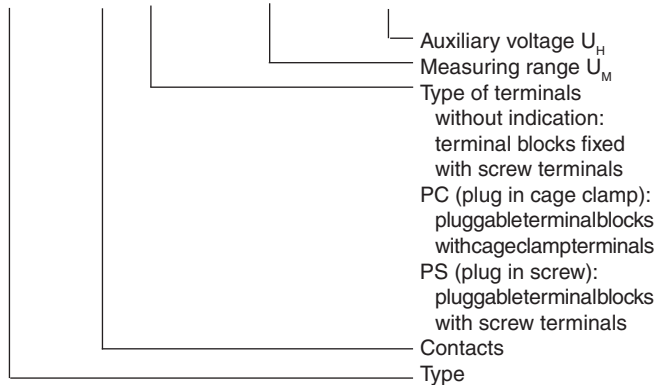 Auxiliary voltage U_H
Measuring range U_M
Type of terminals
without indication:
terminal blocks fixed
with screw terminals
PC (plug in cage clamp):
pluggableterminalblocks
withcageclampterminals
PS (plug in screw):
pluggableterminalblocks
with screw terminals
Contacts
Type